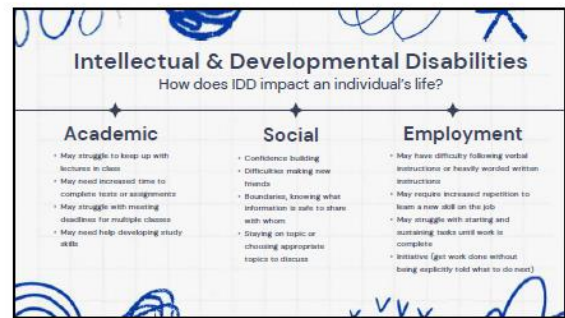 Intellectual & Developmental Disabilities
How does IDD impact an individual's life?
Academic
• May struggle to keep up with
lectures in class
• May need increased time to
complete tests or assignments
• May struggle with meeting
deadlines for multiple classes
• May need help developing study
skills
Social
• Confidence building
• Difficulties making new
friends
• Boundaries, knowing what
information is safe to share
with whom
• Staying on topic or
choosing appropriate
topics to discuss
Employment
• May have difficulty following verbal
instructions or heavily worded written
instructions
• May require increased repetition to
learn a new skill on the job
• May struggle with starting and
sustaining tasks until work is
complete
• Initiative (get work done without
being explicitly told what to do next)